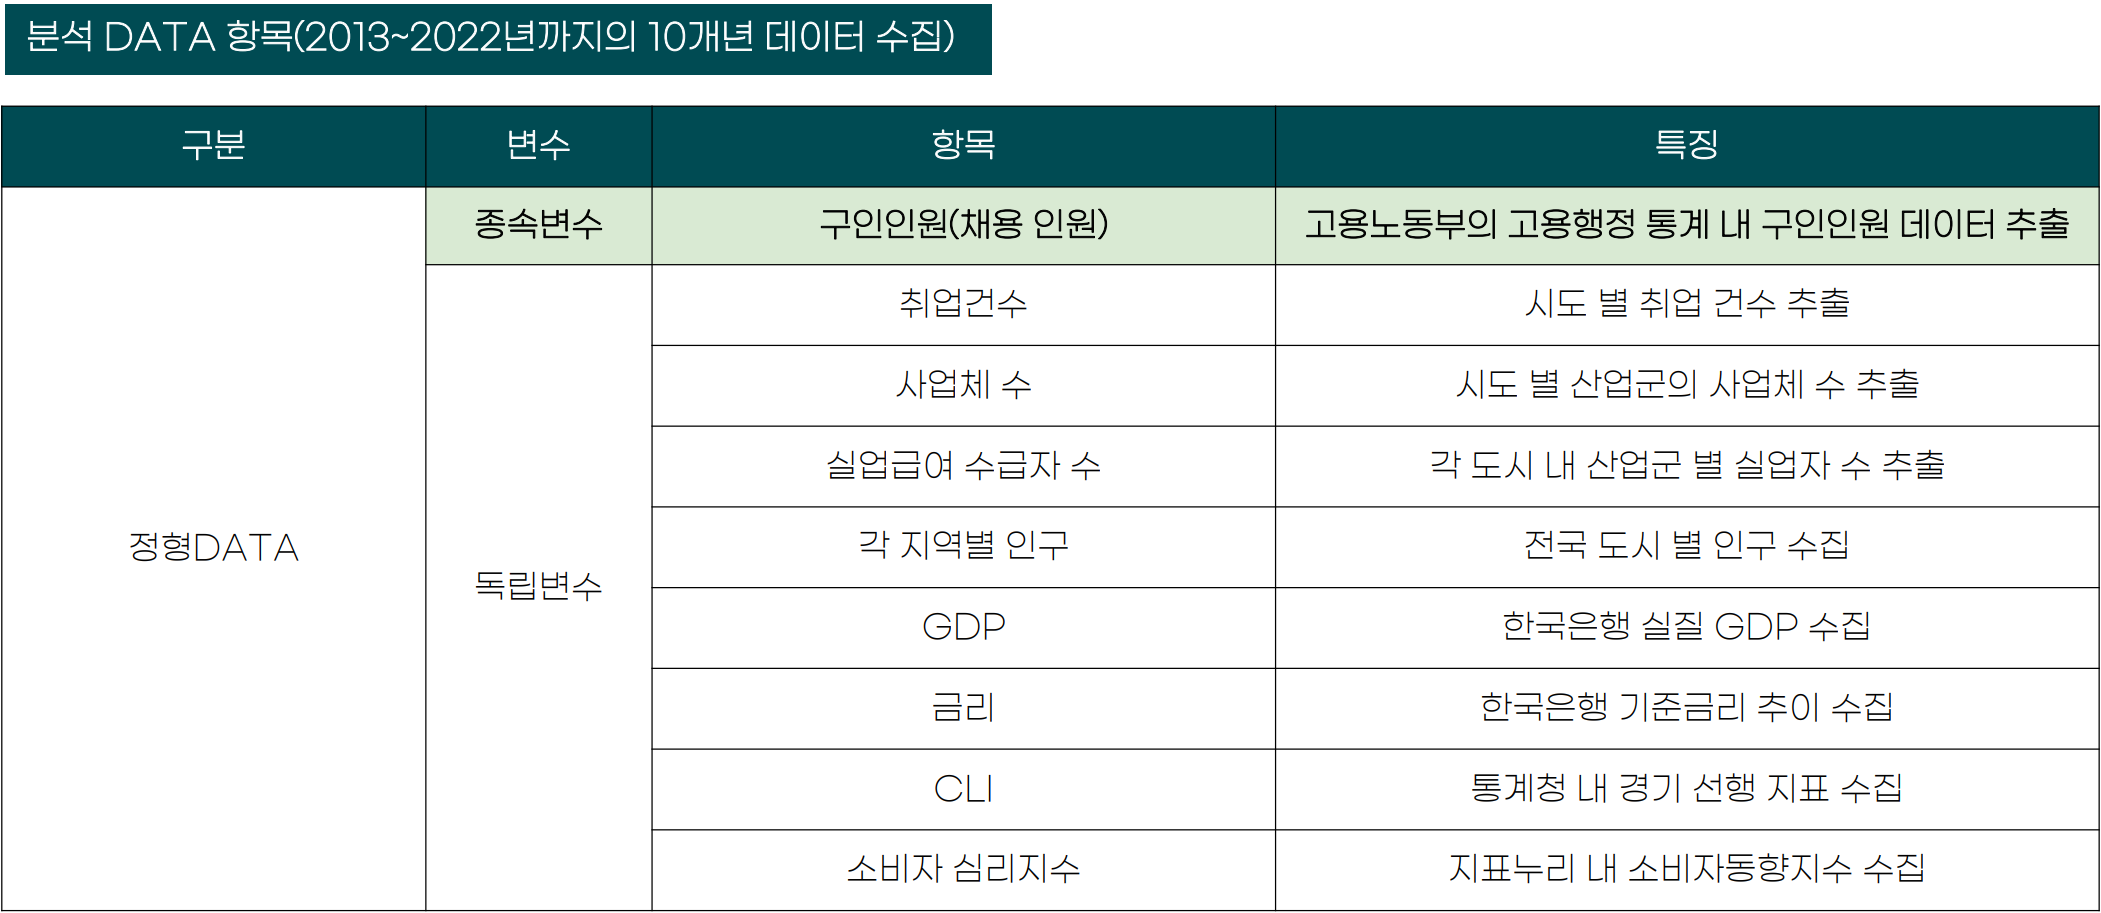 분석 DATA 항목(2013~2022년까지의 10개년 데이터 수집)
구분 변수 항목 특징
종속변수 구인인원(채용 인원) 고용노동부의 고용행정 통계 내 구인인원 데이터 추출
취업건수 시도 별 취업 건수 추출
사업체 수 시도 별 산업군의 사업체 수 추출
실업급여 수급자 수 각 도시 내 산업군 별 실업자 수 추출
정형DATA
각 지역별 인구 전국 도시 별 인구 수집
독립변수
GDP 한국은행 실질 GDP 수집
금리 한국은행 기준금리 추이 수집
CLI 통계청 내 경기 선행 지표 수집
소비자 심리지수 지표누리 내 소비자동향지수 수집